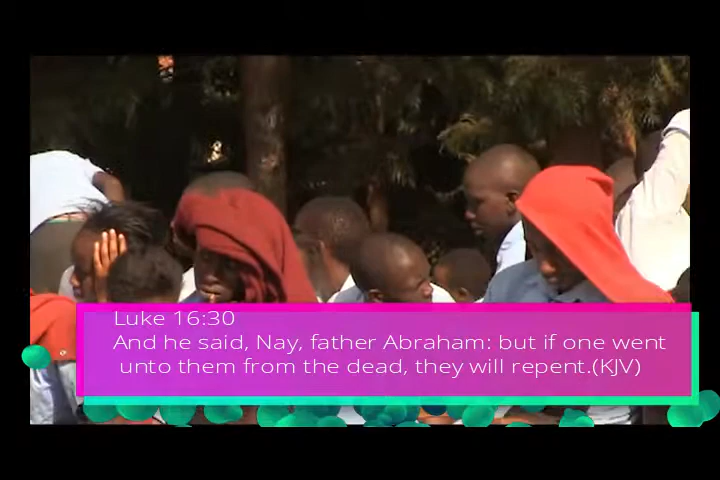 Luke 16:30
And he said, Nay, father Abraham: but if one went
unto them from the dead, they will repent.(KJV)